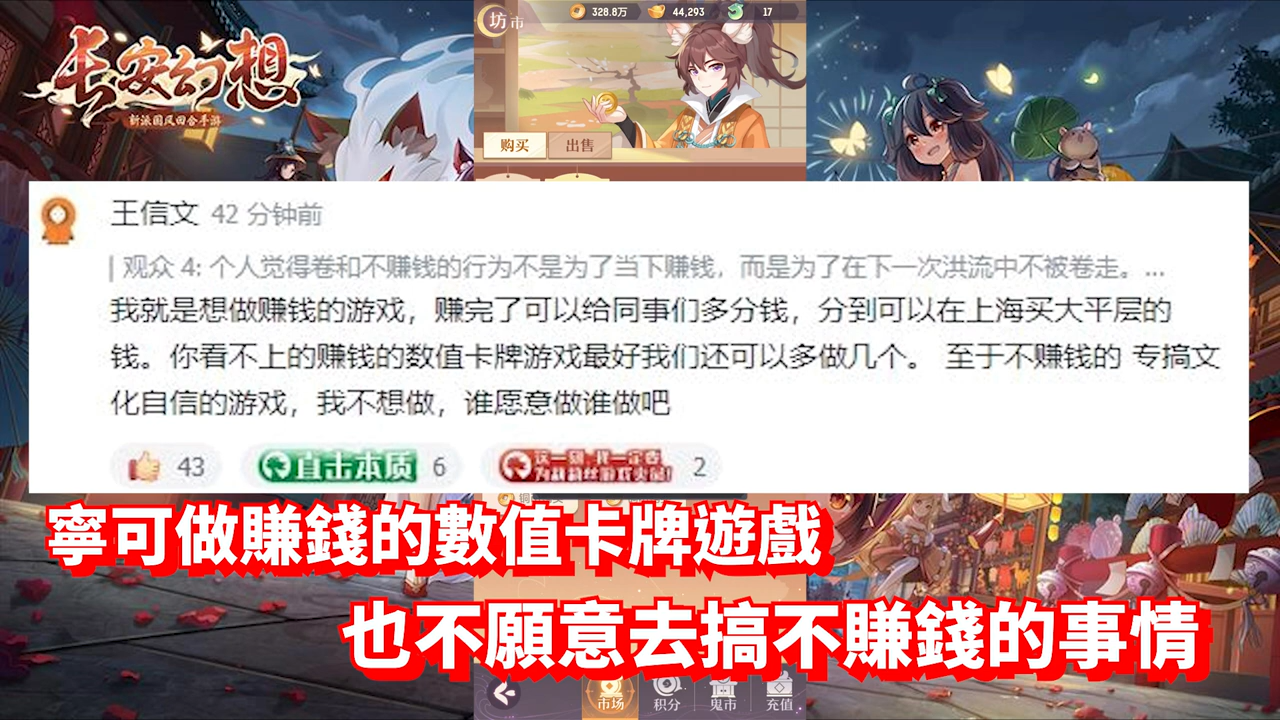 长安幻想
新派国风回合手游
坊市
328.8万
44,293
17
购买
出售
王信文 42 分钟前
观众 4: 个人觉得卷和不赚钱的行为不是为了当下赚钱，而是为了在下一次洪流中不被卷走。...
我就是想做赚钱的游戏，赚完了可以给同事们多分钱，分到可以在上海买大平层的
钱。你看不上的赚钱的数值卡牌游戏最好我们还可以多做几个。 至于不赚钱的 专搞文
化自信的游戏，我不想做，谁愿意做谁做吧
43
直击本质 6
这一刻，我一定要
2
寧可做賺錢的數值卡牌遊戲
也不願意去搞不賺錢的事情
市场
积分
鬼市
充值